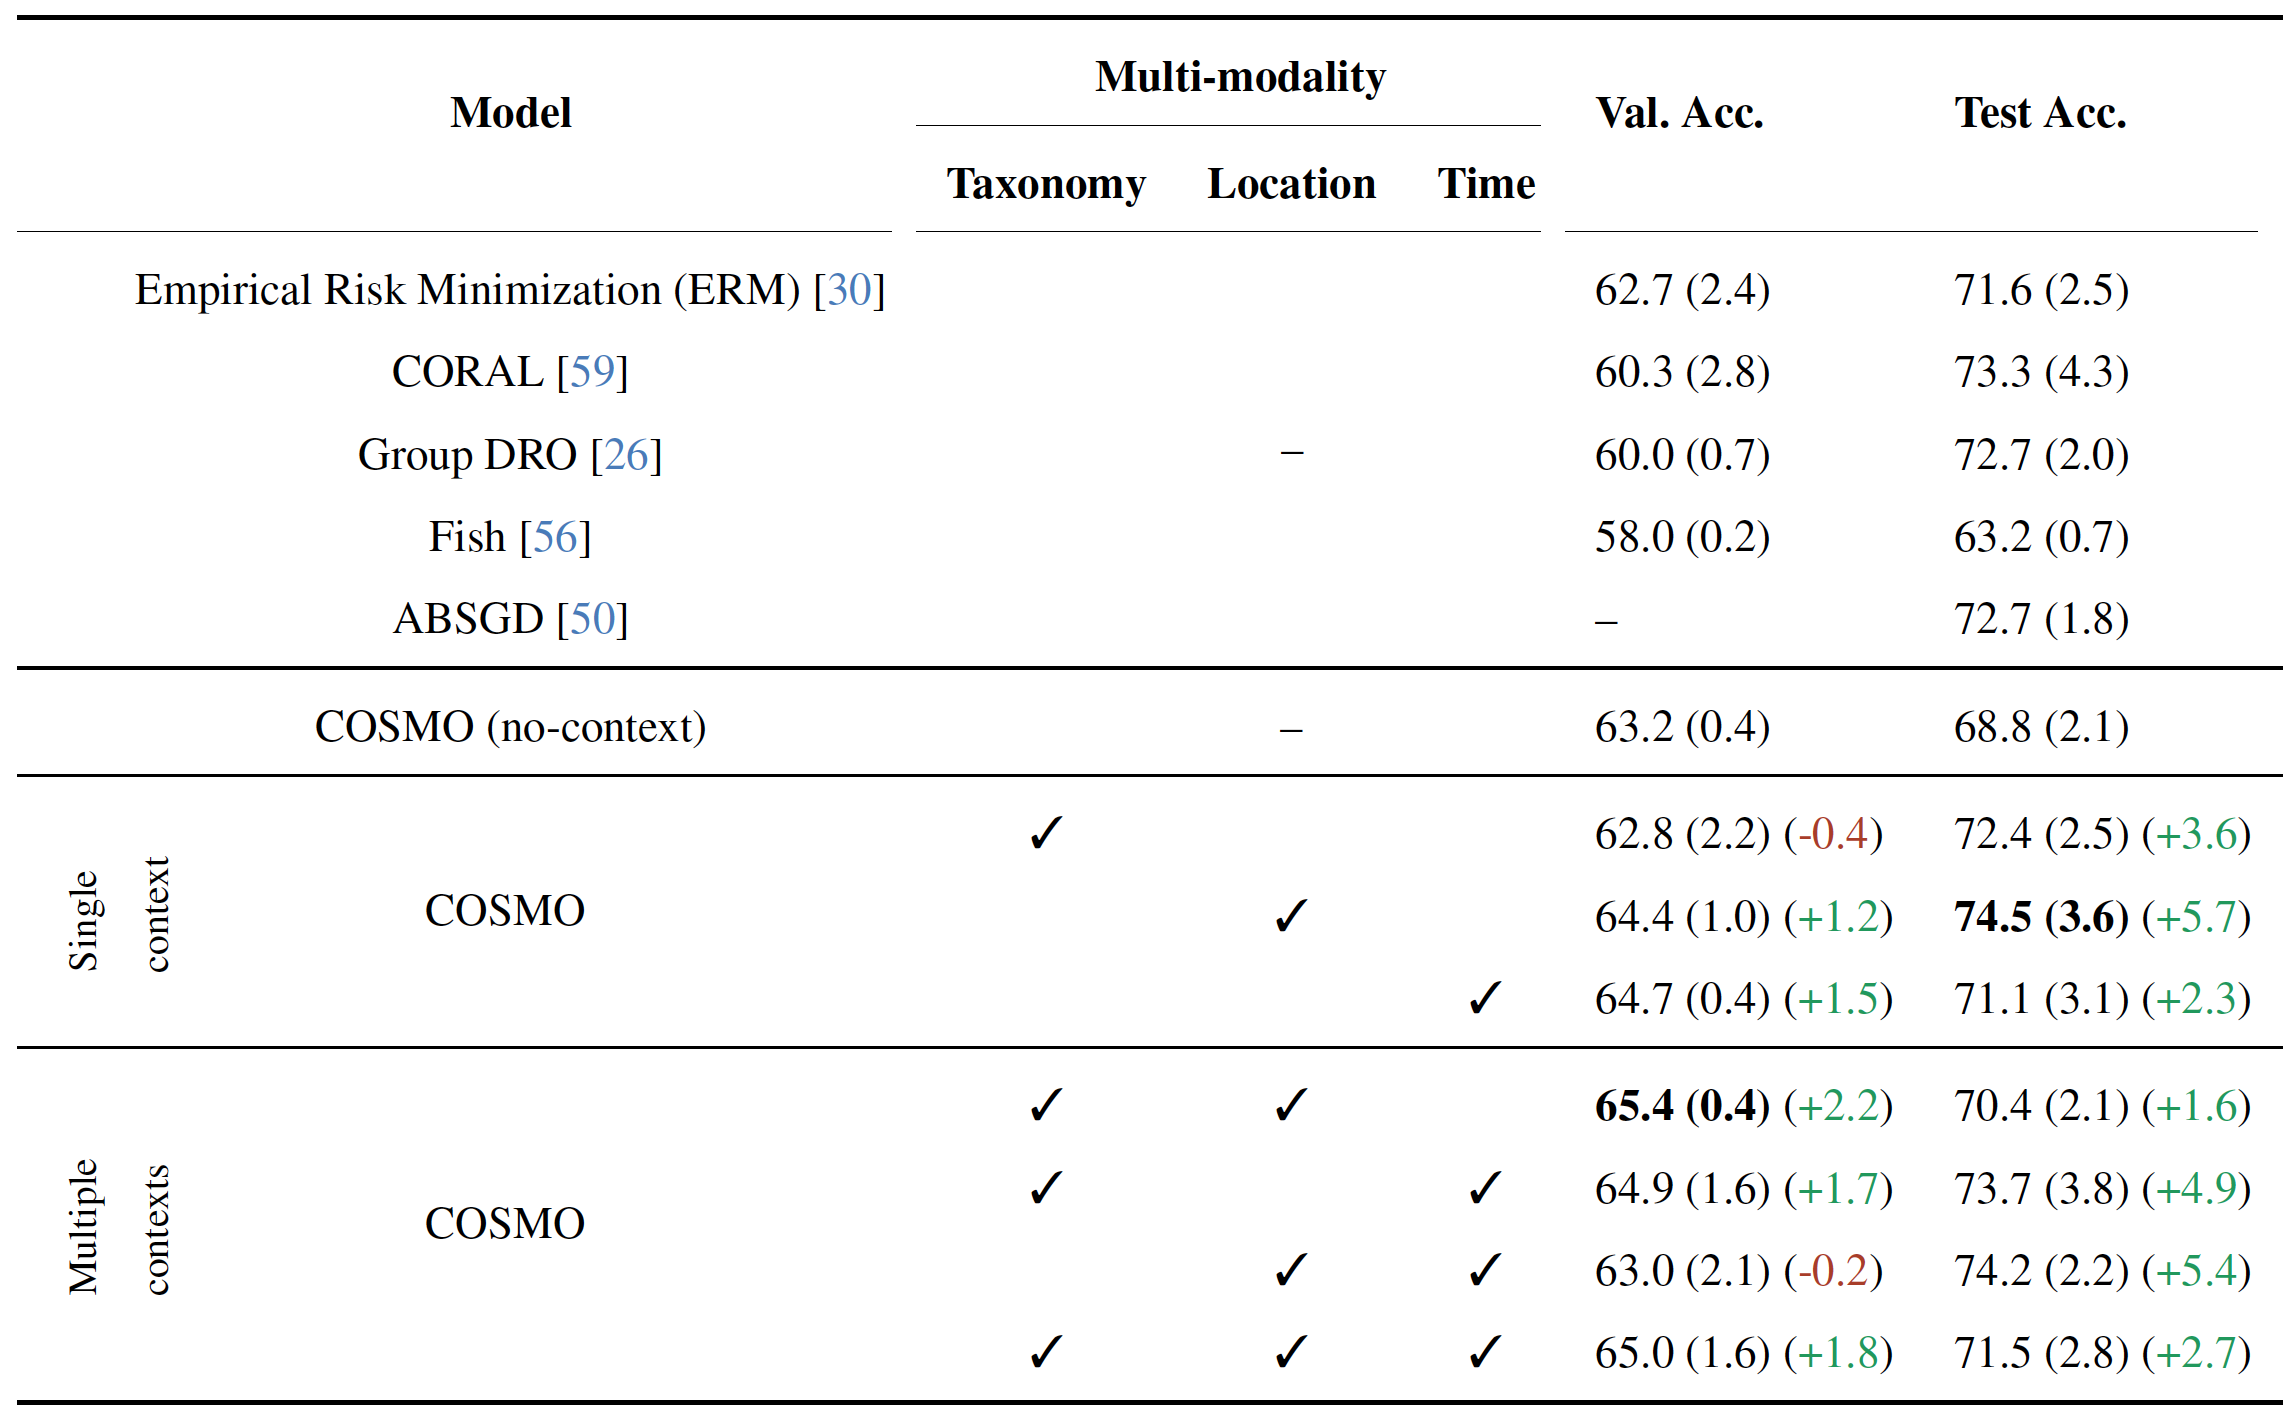 Model Multi-modality Val. Acc. Test Acc.
Taxonomy Location Time
Empirical Risk Minimization (ERM) [30] 62.7 (2.4) 71.6 (2.5)
CORAL [59] 60.3 (2.8) 73.3 (4.3)
Group DRO [26] – 60.0 (0.7) 72.7 (2.0)
Fish [56] 58.0 (0.2) 63.2 (0.7)
ABSGD [50] – 72.7 (1.8)
COSMO (no-context) – 63.2 (0.4) 68.8 (2.1)
Single context
COSMO
✓ 62.8 (2.2) (-0.4) 72.4 (2.5) (+3.6)
✓ 64.4 (1.0) (+1.2) 74.5 (3.6) (+5.7)
✓ 64.7 (0.4) (+1.5) 71.1 (3.1) (+2.3)
Multiple contexts
COSMO
✓ ✓ 65.4 (0.4) (+2.2) 70.4 (2.1) (+1.6)
✓ ✓ 64.9 (1.6) (+1.7) 73.7 (3.8) (+4.9)
✓ ✓ 63.0 (2.1) (-0.2) 74.2 (2.2) (+5.4)
✓ ✓ ✓ 65.0 (1.6) (+1.8) 71.5 (2.8) (+2.7)